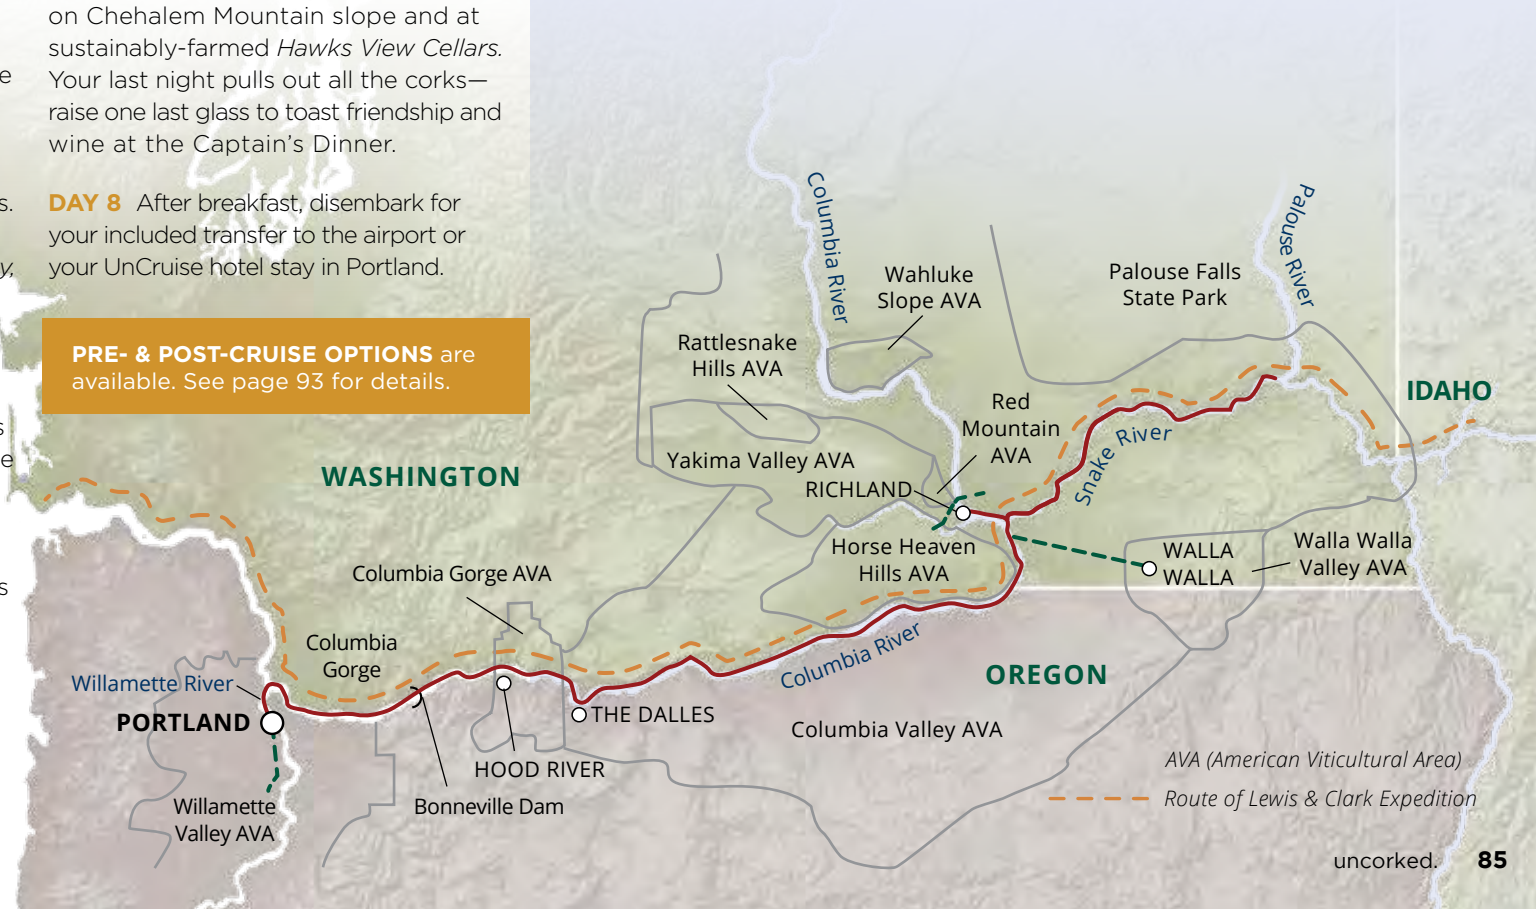 on Chehalem Mountain slope and at
sustainably-farmed Hawks View Cellars.
Your last night pulls out all the corks—
raise one last glass to toast friendship and
wine at the Captain’s Dinner.
DAY 8 After breakfast, disembark for
your included transfer to the airport or
your UnCruise hotel stay in Portland.
PRE- & POST-CRUISE OPTIONS are
available. See page 93 for details.
e
s.
y,
s
e
s
Columbia River
Palouse River
Wahluke
Slope AVA
Palouse Falls
State Park
Rattlesnake
Hills AVA
IDAHO
Red
Mountain
AVA
Snake River
WASHINGTON
Yakima Valley AVA
RICHLAND
Horse Heaven
Hills AVA
WALLA
WALLA
Walla Walla
Valley AVA
Columbia Gorge AVA
Columbia
Gorge
Columbia River
OREGON
Willamette River
PORTLAND
THE DALLES
Columbia Valley AVA
HOOD RIVER
Bonneville Dam
Willamette
Valley AVA
AVA (American Viticultural Area)
Route of Lewis & Clark Expedition
uncorked. 85